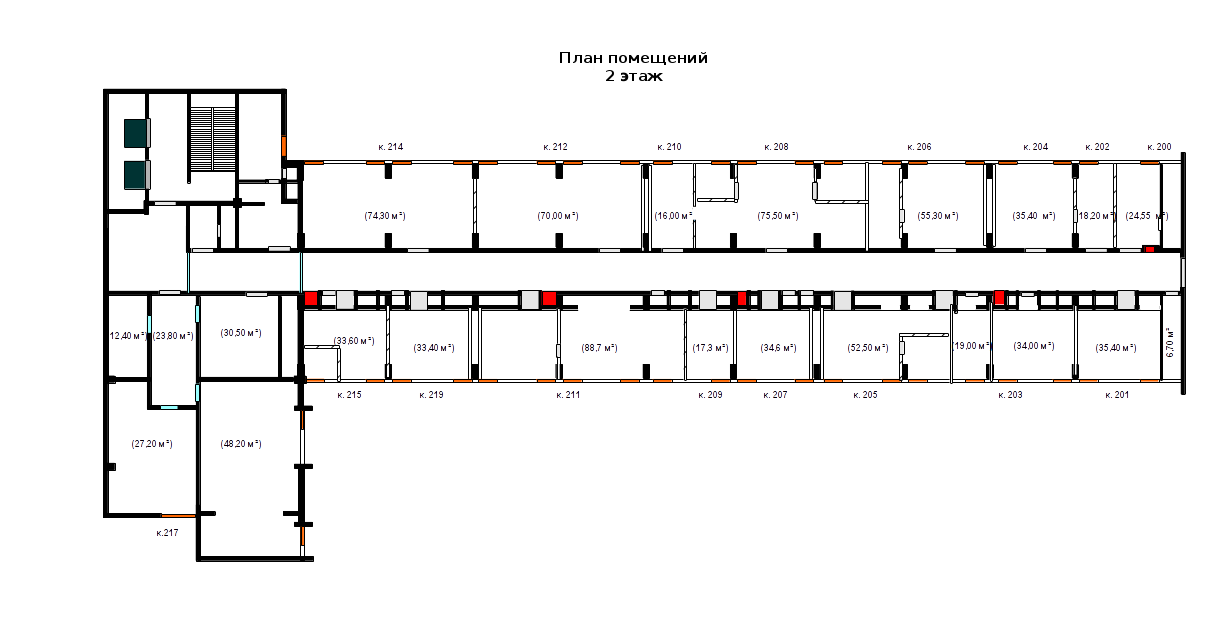 План помещений
2 этаж
к. 214
к. 212
к. 210
к. 208
к. 206
к. 204
к. 202
к. 200
(74,30 м²)
(70,00 м²)
(16,00 м²)
(75,50 м²)
(55,30 м²)
(35,40 м²)
(18,20 м²)
(24,55 м²)
12,40 м²)
(23,80 м²)
(30,50 м²)
(33,60 м²)
(33,40 м²)
(88,7 м²)
(17,3 м²)
(34,6 м²)
(52,50 м²)
(19,00 м²)
(34,00 м²)
(35,40 м²)
6,70 м²
к. 215
к. 219
к. 211
к. 209
к. 207
к. 205
к. 203
к. 201
(27,20 м²)
(48,20 м²)
к.217